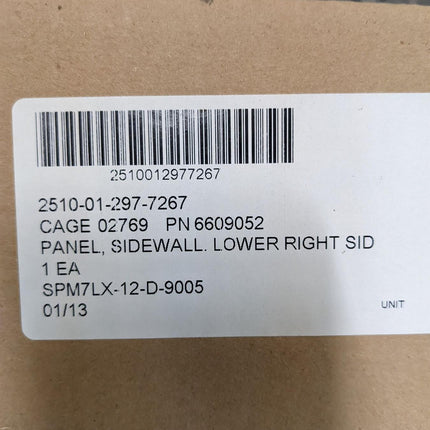 2510012977267
2510-01-297-7267
CAGE 02769 PN 6609052
PANEL, SIDEWALL. LOWER RIGHT SID
1 EA
SPM7LX-12-D-9005
01/13
UNIT